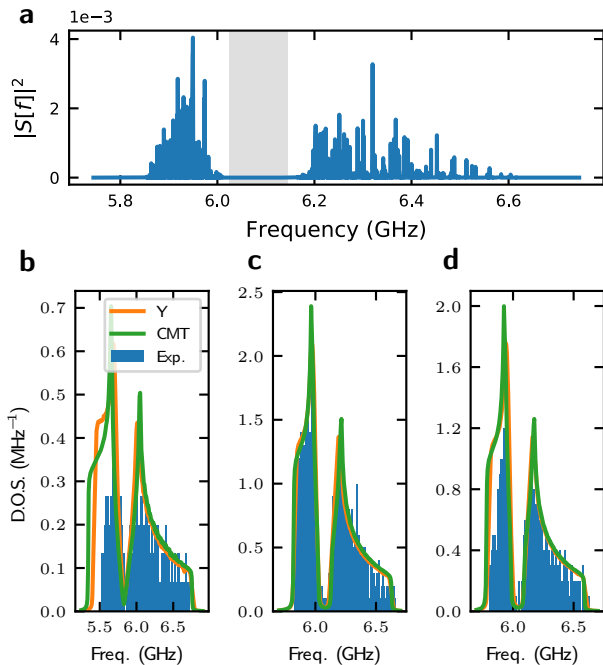 a
1e−3
4
2
0
|S[f]|²
5.8
6.0
6.2
6.4
6.6
Frequency (GHz)
b
c
d
0.7
0.6
0.5
0.4
0.3
0.2
0.1
0.0
D.O.S. (MHz⁻¹)
Y
CMT
Exp.
5.5
6.0
6.5
Freq. (GHz)
2.5
2.0
1.5
1.0
0.5
0.0
6.0
6.5
Freq. (GHz)
2.0
1.6
1.2
0.8
0.4
0.0
6.0
6.5
Freq. (GHz)